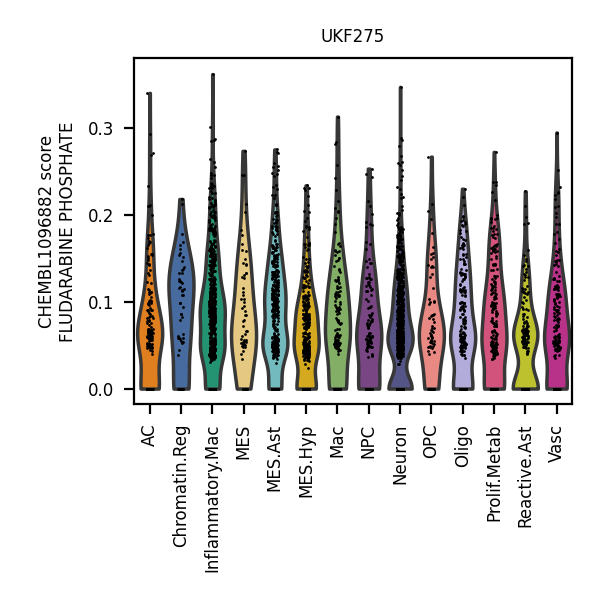 UKF275
CHEMBL1096882 score
FLUDARABINE PHOSPHATE
0.3
0.2
0.1
0.0
AC
Chromatin.Reg
Inflammatory.Mac
MES
MES.Ast
MES.Hyp
Mac
NPC
Neuron
OPC
Oligo
Prolif.Metab
Reactive.Ast
Vasc